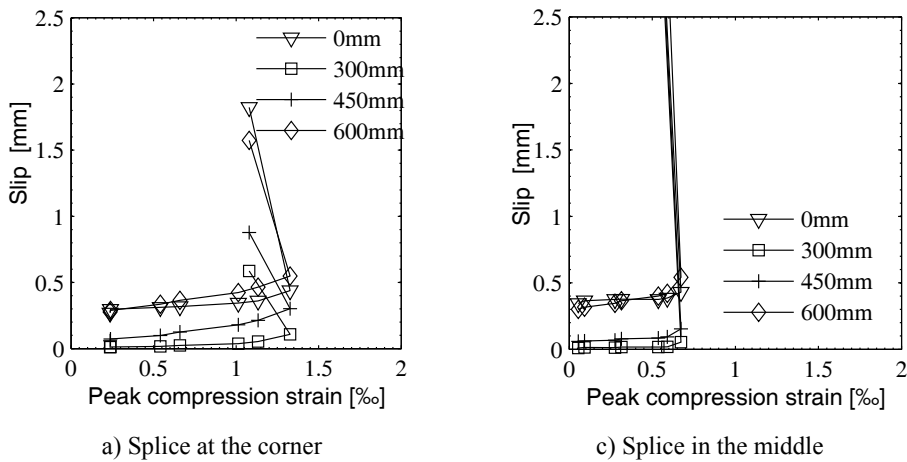 2.5
2
1.5
1
0.5
0
Slip [mm]
0mm
300mm
450mm
600mm
0 0.5 1 1.5 2
Peak compression strain [‰]
a) Splice at the corner
2.5
2
1.5
1
0.5
0
Slip [mm]
0mm
300mm
450mm
600mm
0 0.5 1 1.5 2
Peak compression strain [‰]
c) Splice in the middle